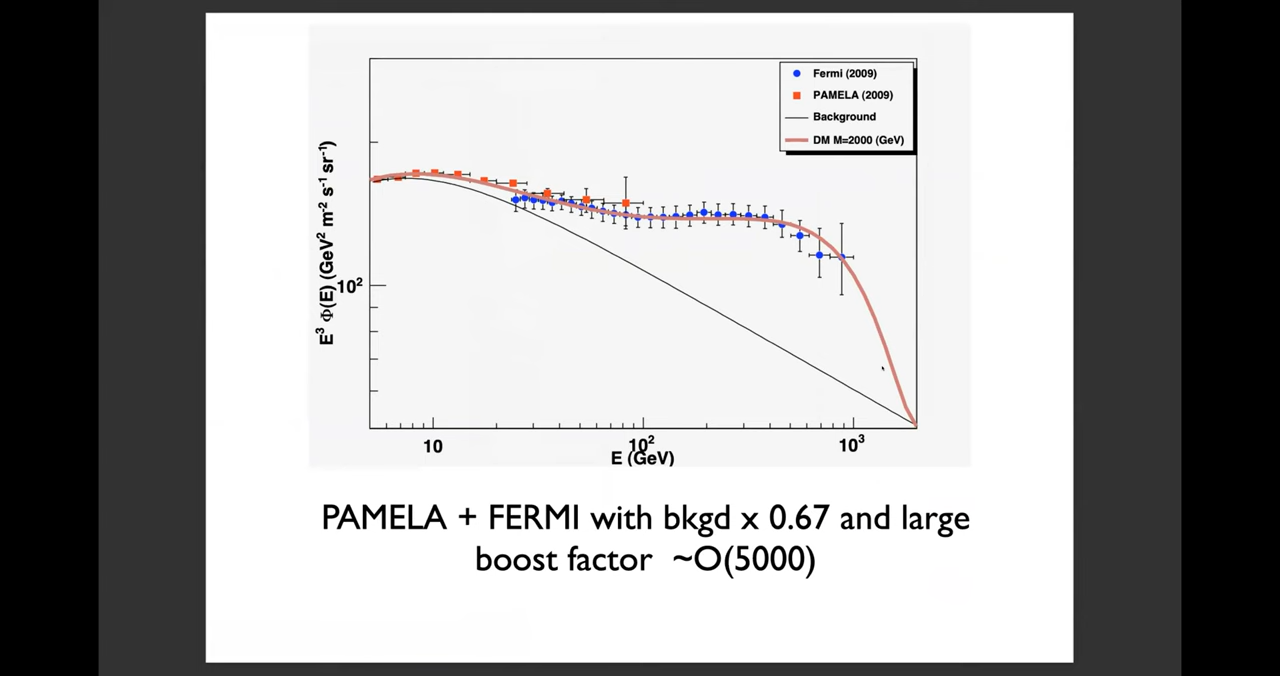 Fermi (2009)
PAMELA (2009)
Background
DM M=2000 (GeV)
E³ Φ(E) (GeV² m⁻² s⁻¹ sr⁻¹)
10²
10
10²
10³
E (GeV)
PAMELA + FERMI with bkgd x 0.67 and large
boost factor ~O(5000)